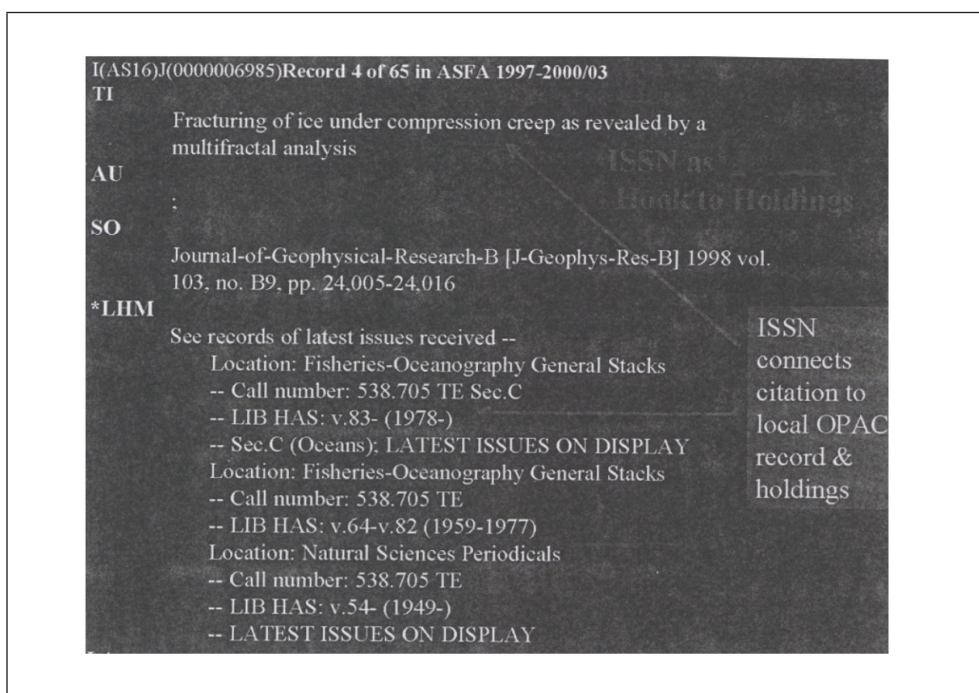 I(AS16)J(0000006985)Record 4 of 65 in ASFA 1997-2000/03
TI
Fracturing of ice under compression creep as revealed by a
multifractal analysis
ISSN as
Hook to Holdings
AU
;
SO
Journal-of-Geophysical-Research-B [J-Geophys-Res-B] 1998 vol.
103, no. B9, pp. 24,005-24,016
*LHM
See records of latest issues received --
Location: Fisheries-Oceanography General Stacks
-- Call number: 538.705 TE Sec.C
-- LIB HAS: v.83- (1978-)
-- Sec.C (Oceans); LATEST ISSUES ON DISPLAY
Location: Fisheries-Oceanography General Stacks
-- Call number: 538.705 TE
-- LIB HAS: v.64-v.82 (1959-1977)
Location: Natural Sciences Periodicals
-- Call number: 538.705 TE
-- LIB HAS: v.54- (1949-)
-- LATEST ISSUES ON DISPLAY
ISSN
connects
citation to
local OPAC
record &
holdings